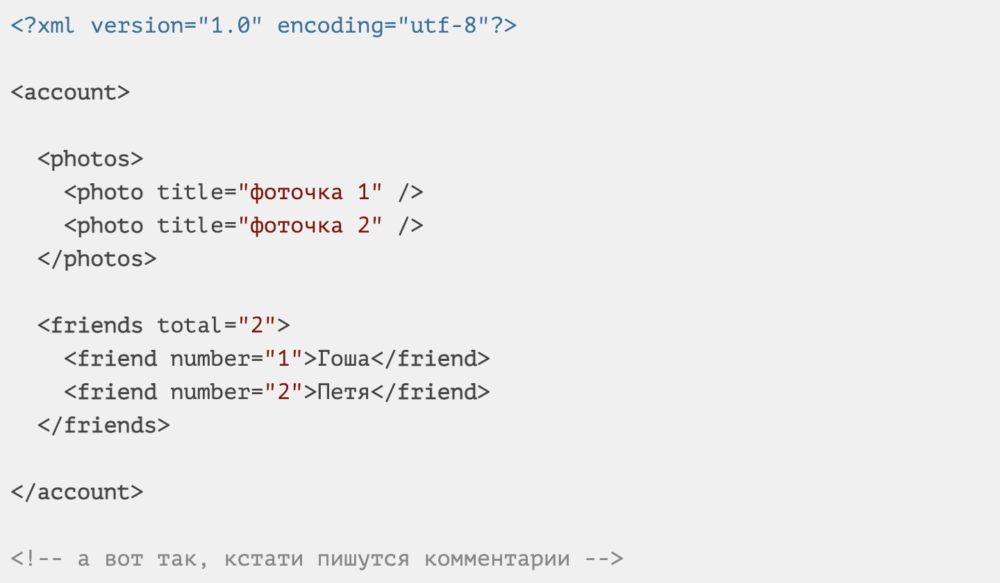 <?xml version="1.0" encoding="utf-8"?>
<account>
<photos>
<photo title="фоточка 1" />
<photo title="фоточка 2" />
</photos>
<friends total="2">
<friend number="1">Гоша</friend>
<friend number="2">Петя</friend>
</friends>
</account>
<!-- а вот так, кстати пишутся комментарии -->